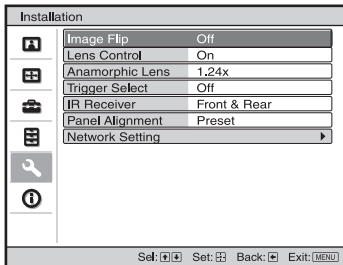 Installation
Image Flip Off
Lens Control On
Anamorphic Lens 1.24x
Trigger Select Off
IR Receiver Front & Rear
Panel Alignment Preset
Network Setting
Sel: Set: Back: Exit: MENU